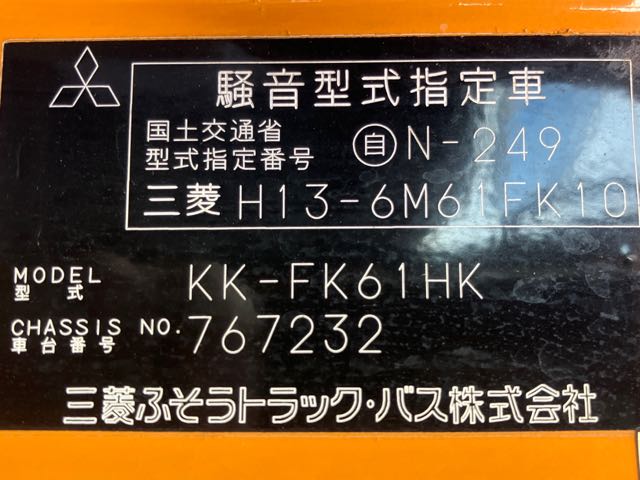 騒音型式指定車
国土交通省
型式指定番号 自 N-249
三菱 H13-6M61FK10
MODEL
型式 KK-FK61HK
CHASSIS NO.
車台番号 767232
三菱ふそうトラック・バス株式会社